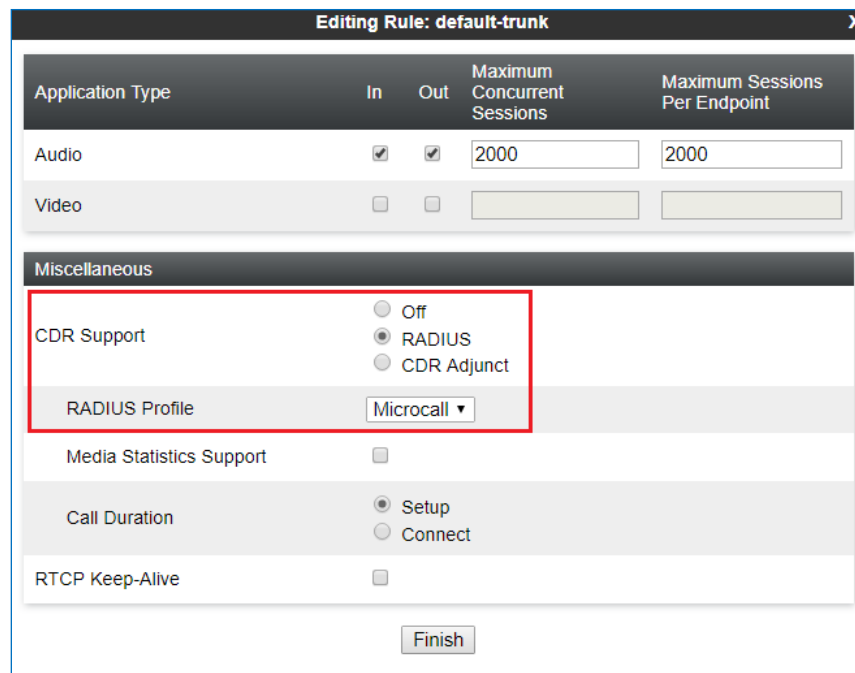 Editing Rule: default-trunk X
Application Type In Out Maximum Concurrent Sessions Maximum Sessions Per Endpoint
Audio 2000 2000
Video
Miscellaneous
CDR Support
Off
RADIUS
CDR Adjunct
RADIUS Profile Microcall
Media Statistics Support
Call Duration
Setup
Connect
RTCP Keep-Alive
Finish